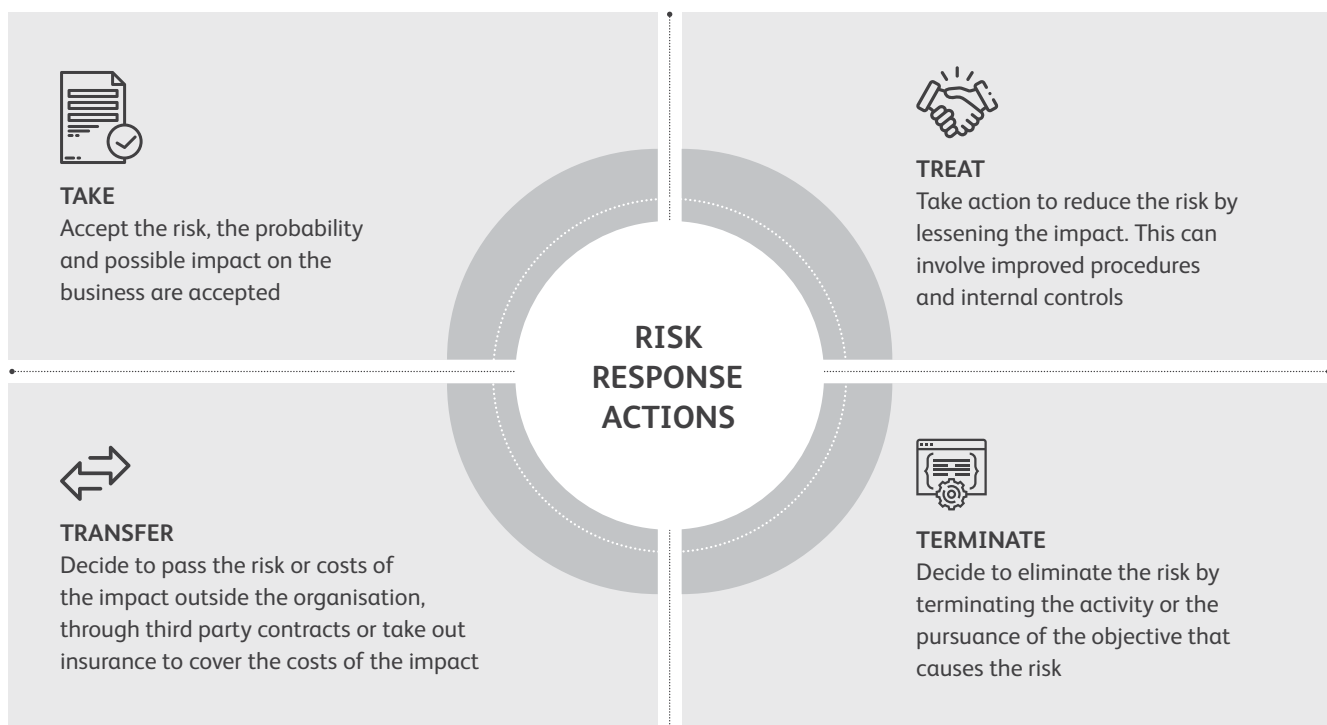 TAKE
Accept the risk, the probability
and possible impact on the
business are accepted
TREAT
Take action to reduce the risk by
lessening the impact. This can
involve improved procedures
and internal controls
RISK
RESPONSE
ACTIONS
TRANSFER
Decide to pass the risk or costs of
the impact outside the organisation,
through third party contracts or take out
insurance to cover the costs of the impact
TERMINATE
Decide to eliminate the risk by
terminating the activity or the
pursuance of the objective that
causes the risk